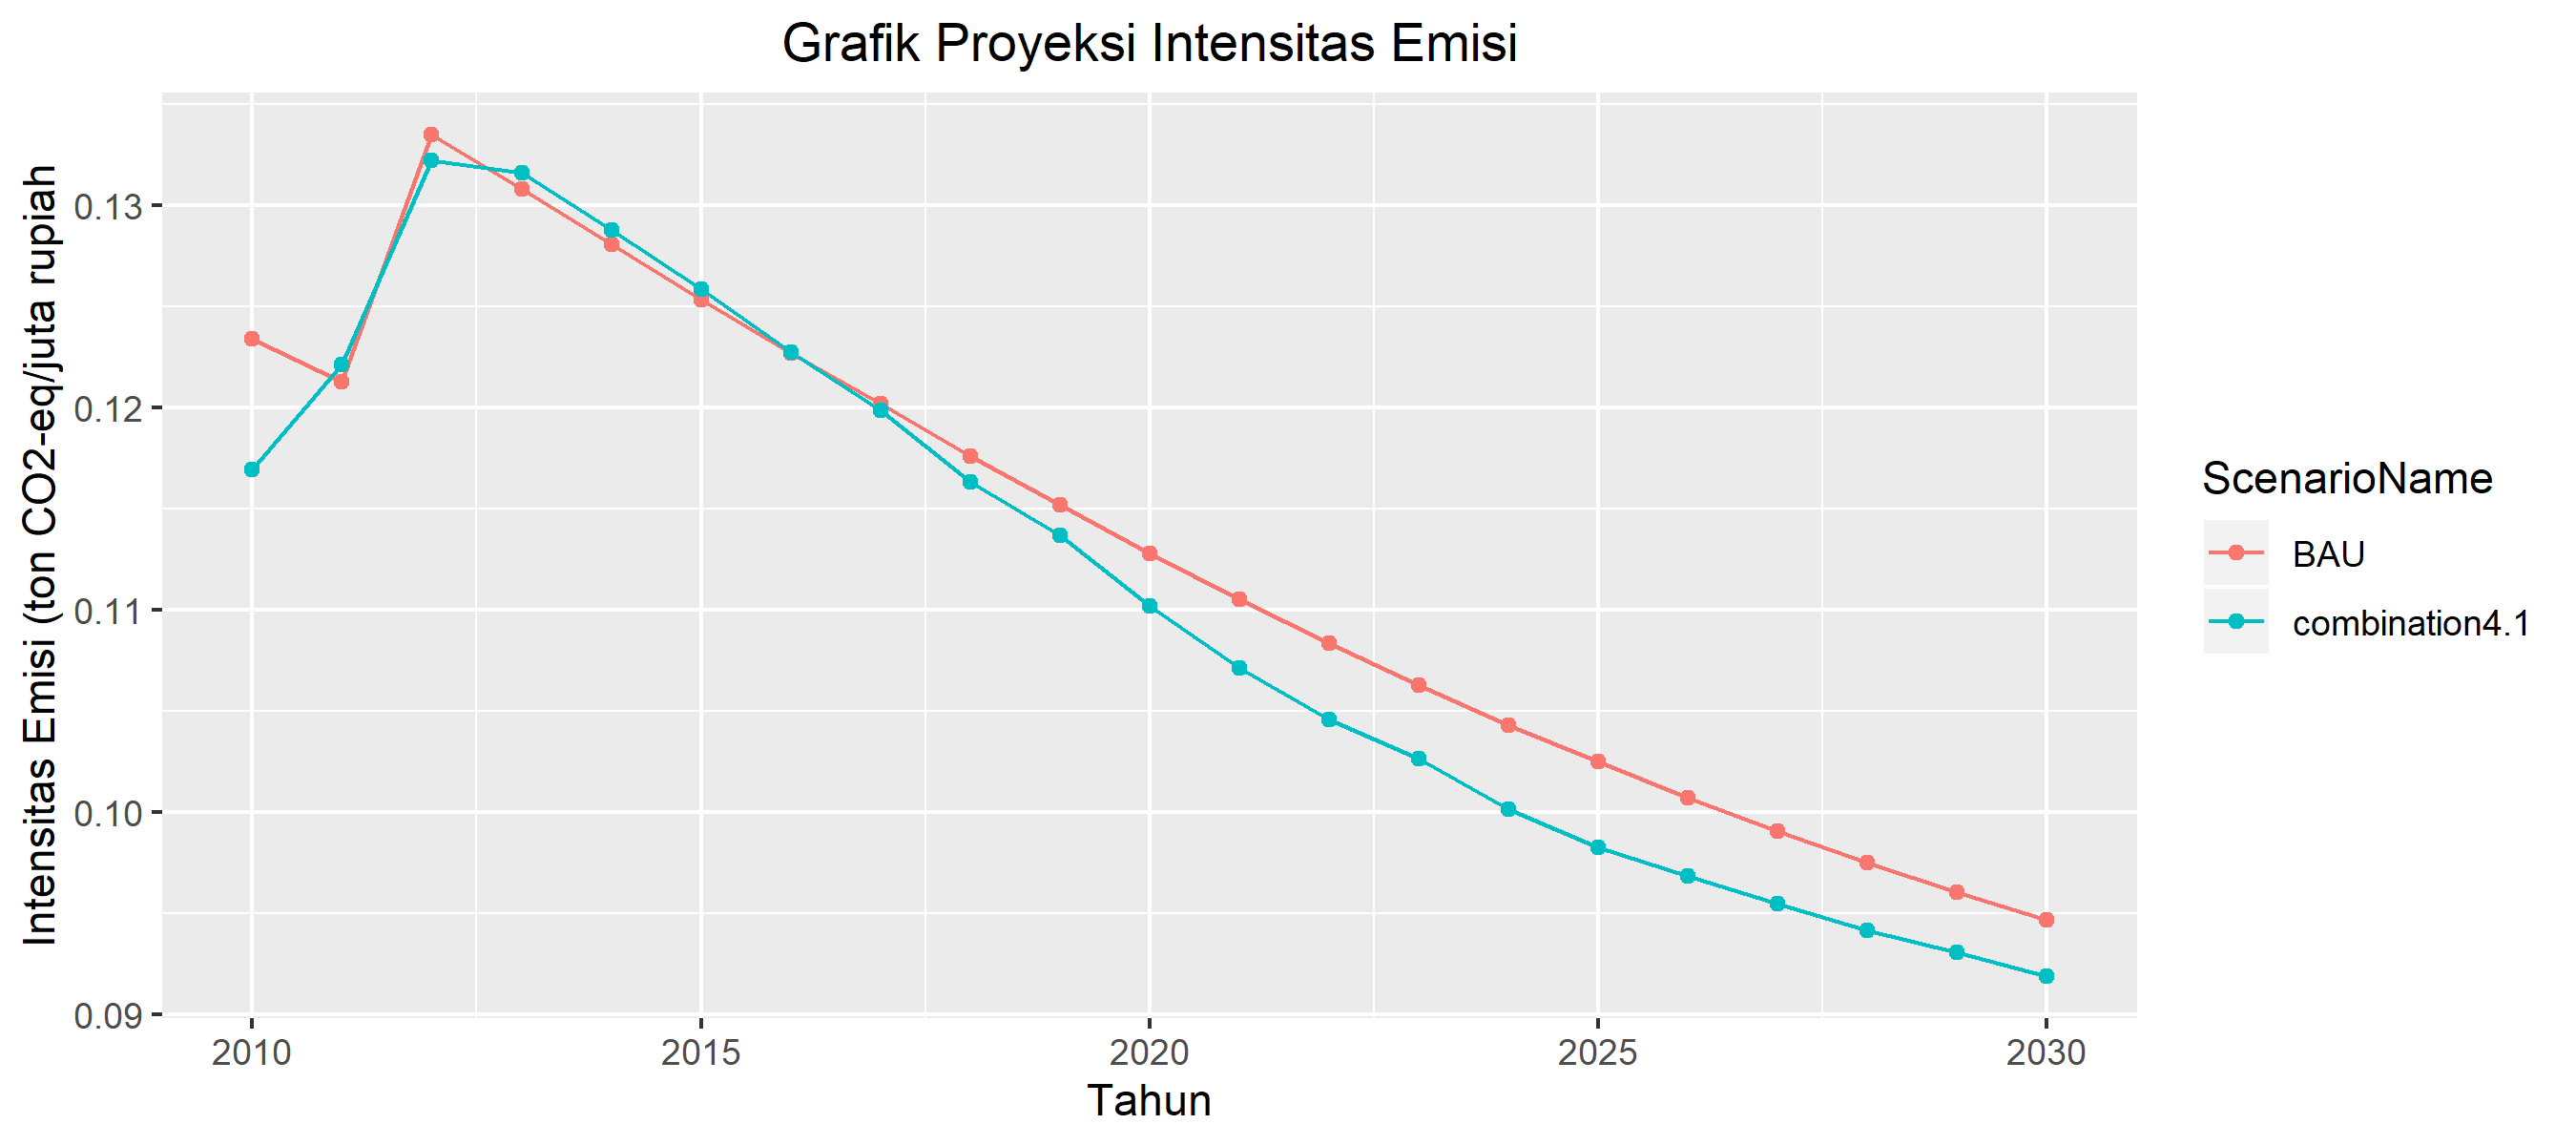 Grafik Proyeksi Intensitas Emisi
Intensitas Emisi (ton CO2-eq/juta rupiah
0.13
0.12
0.11
0.10
0.09
2010
2015
2020
2025
2030
Tahun
ScenarioName
BAU
combination4.1